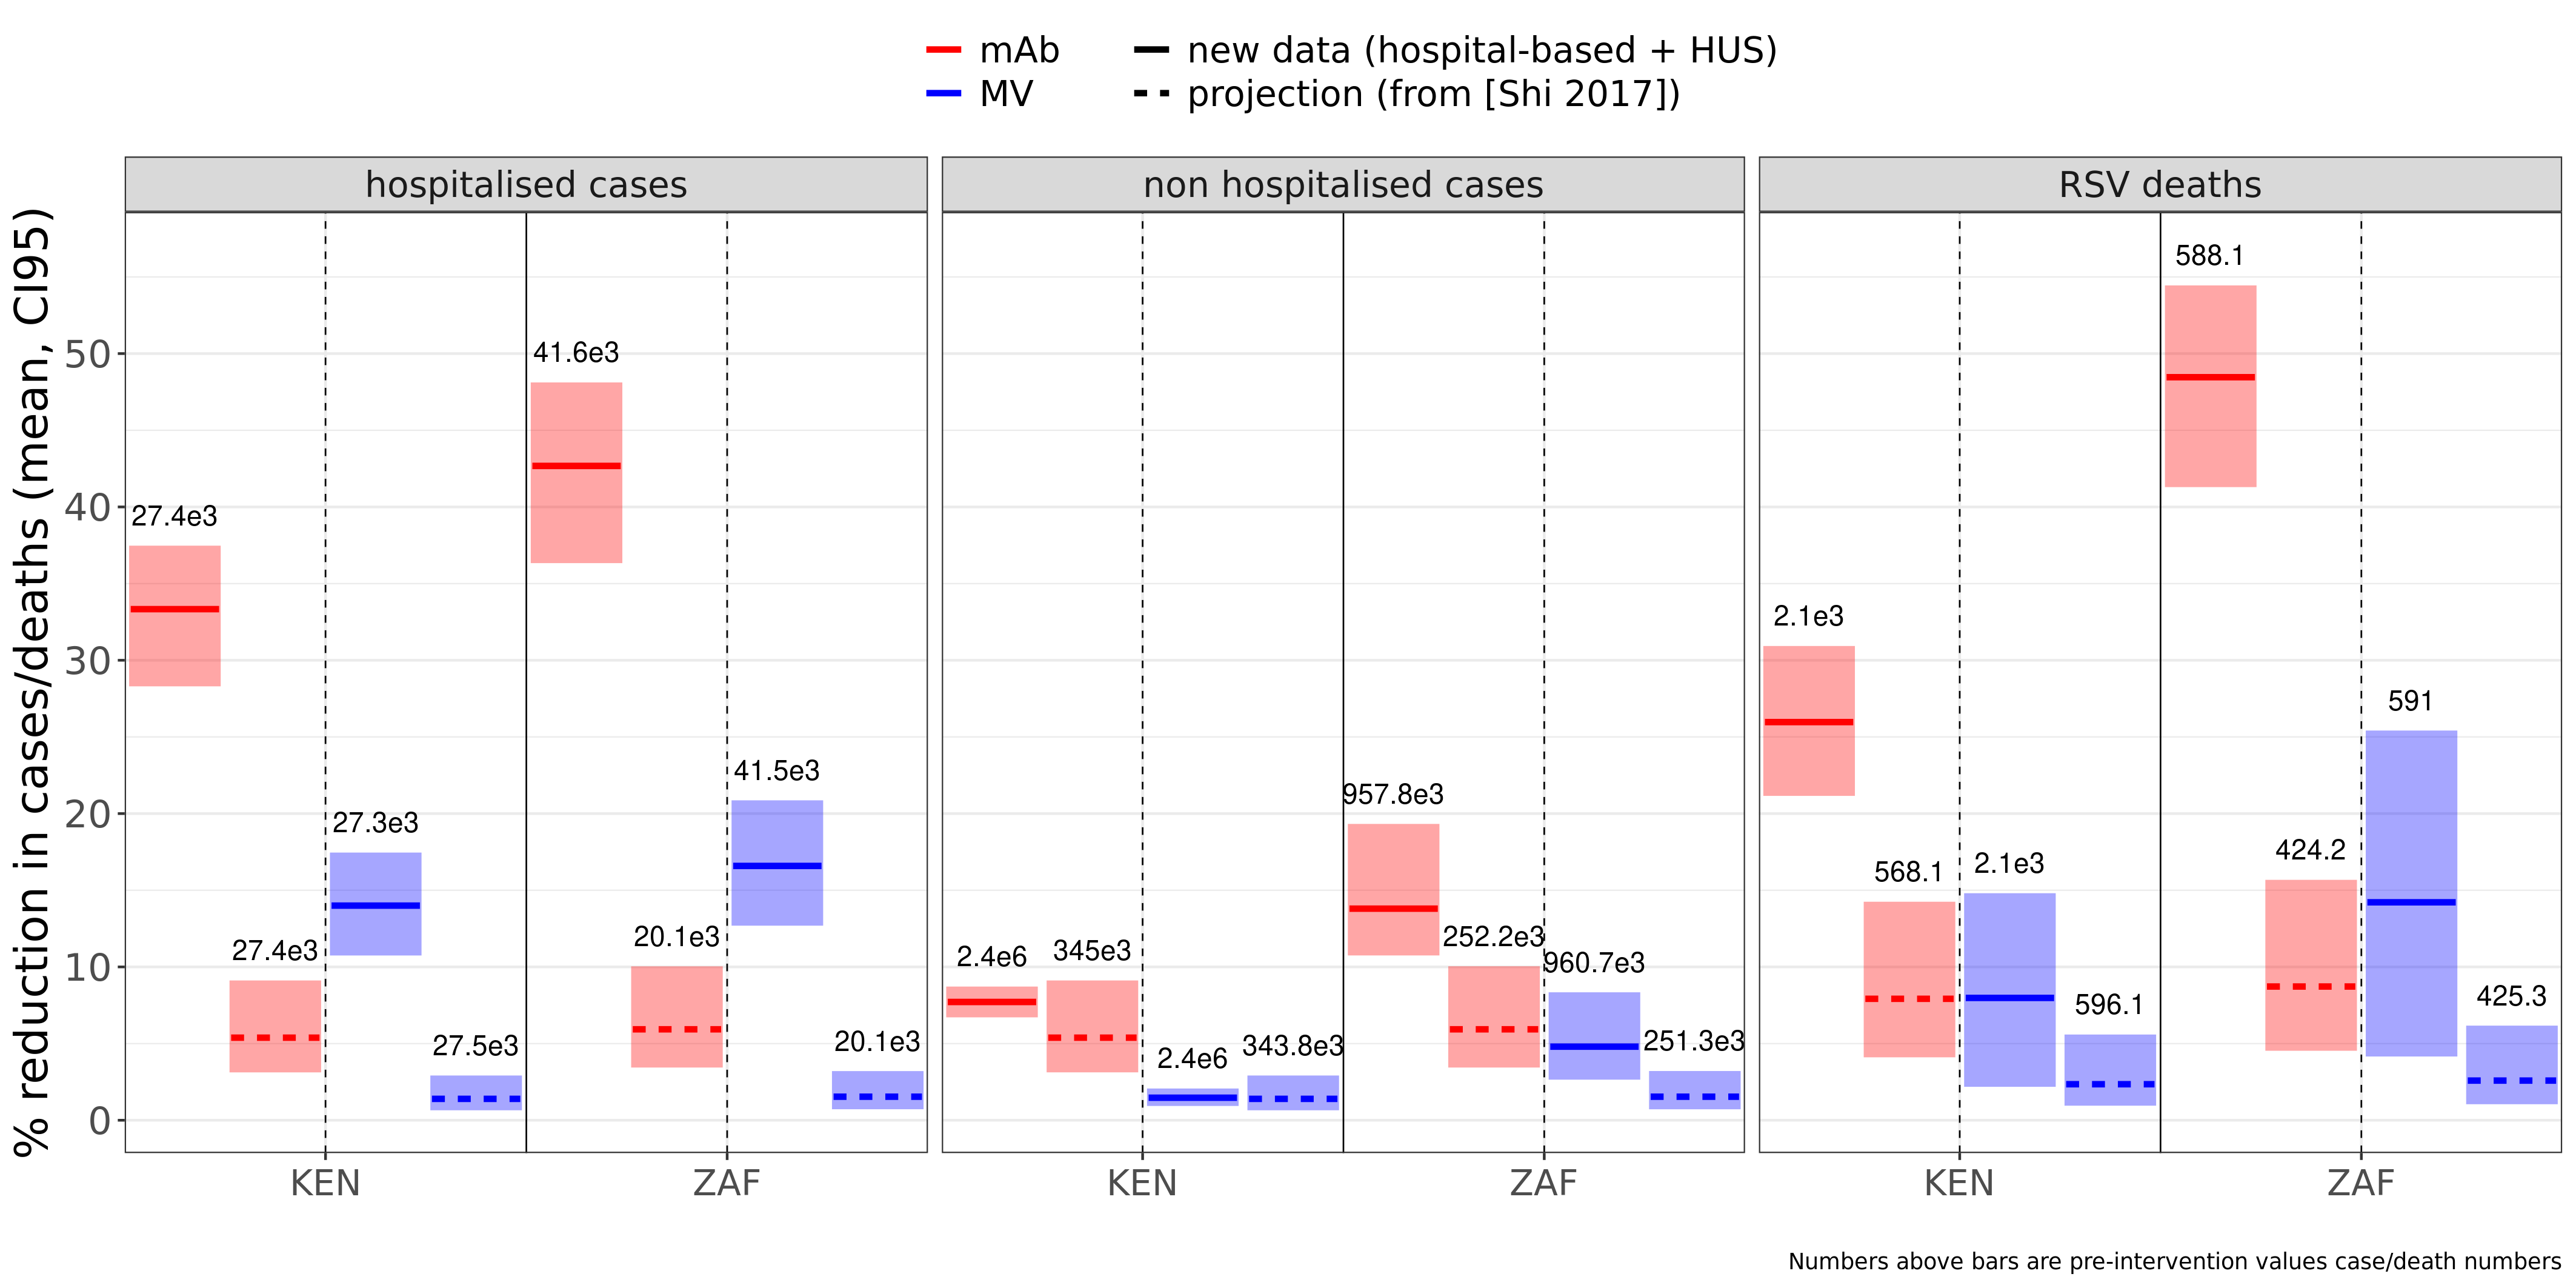 mAb
new data (hospital-based + HUS)
MV
projection (from [Shi 2017])
% reduction in cases/deaths (mean, CI95)
hospitalised cases
non hospitalised cases
RSV deaths
50
40
30
20
10
0
27.4e3
27.4e3
27.3e3
27.5e3
41.6e3
20.1e3
41.5e3
20.1e3
2.4e6
345e3
2.4e6
343.8e3
957.8e3
252.2e3
960.7e3
251.3e3
2.1e3
568.1
2.1e3
596.1
588.1
424.2
591
425.3
KEN
ZAF
KEN
ZAF
KEN
ZAF
Numbers above bars are pre-intervention values case/death numbers